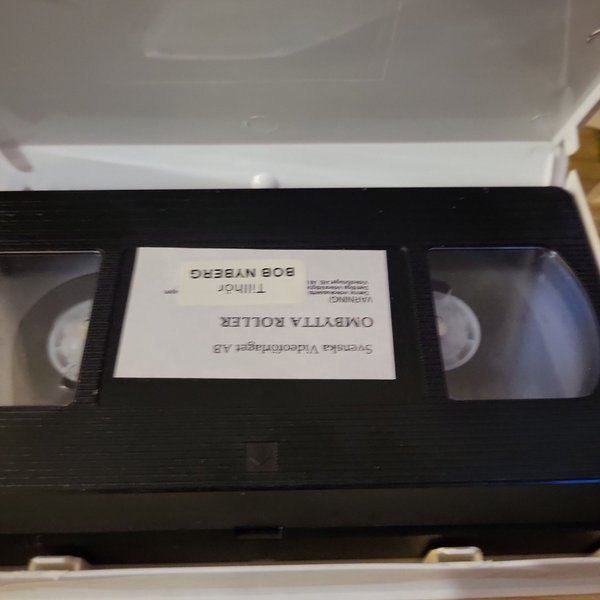 Svenska Videoförlaget AB
OMBYTTA ROLLER
VARNING!
Tillhör
BOB NYBERG